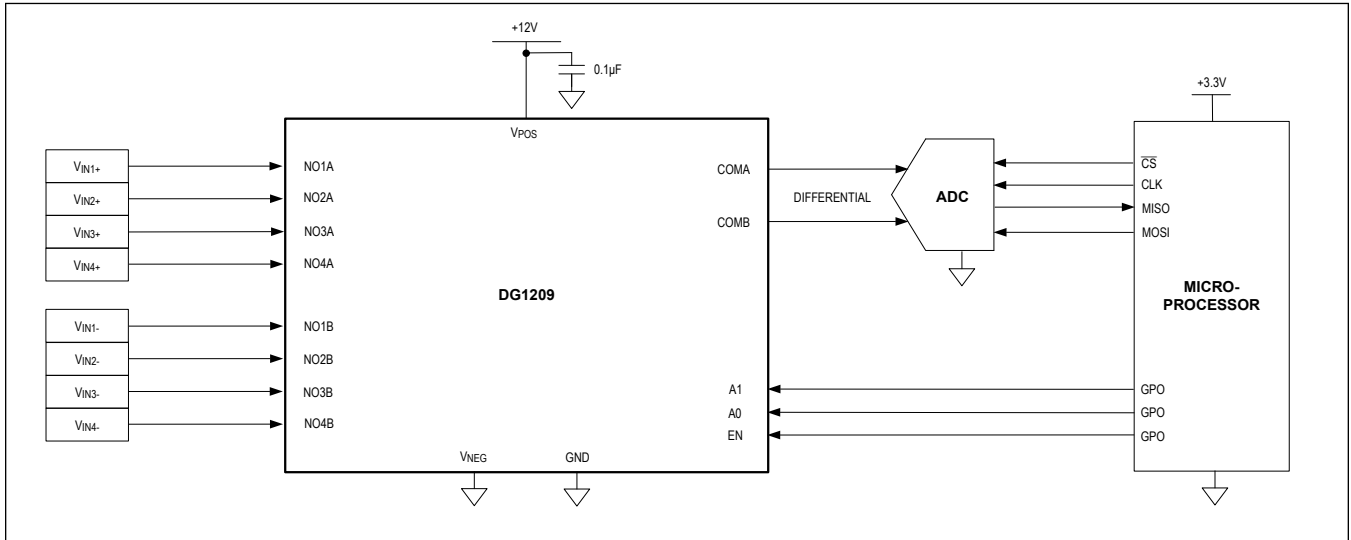 +12V
0.1µF
+3.3V
VPOS
VIN1+
VIN2+
VIN3+
VIN4+
NO1A
NO2A
NO3A
NO4A
VIN1-
VIN2-
VIN3-
VIN4-
NO1B
NO2B
NO3B
NO4B
DG1209
VNEG
GND
COMA
COMB
DIFFERENTIAL
ADC
A1
A0
EN
CS
CLK
MISO
MOSI
MICRO-
PROCESSOR
GPO
GPO
GPO